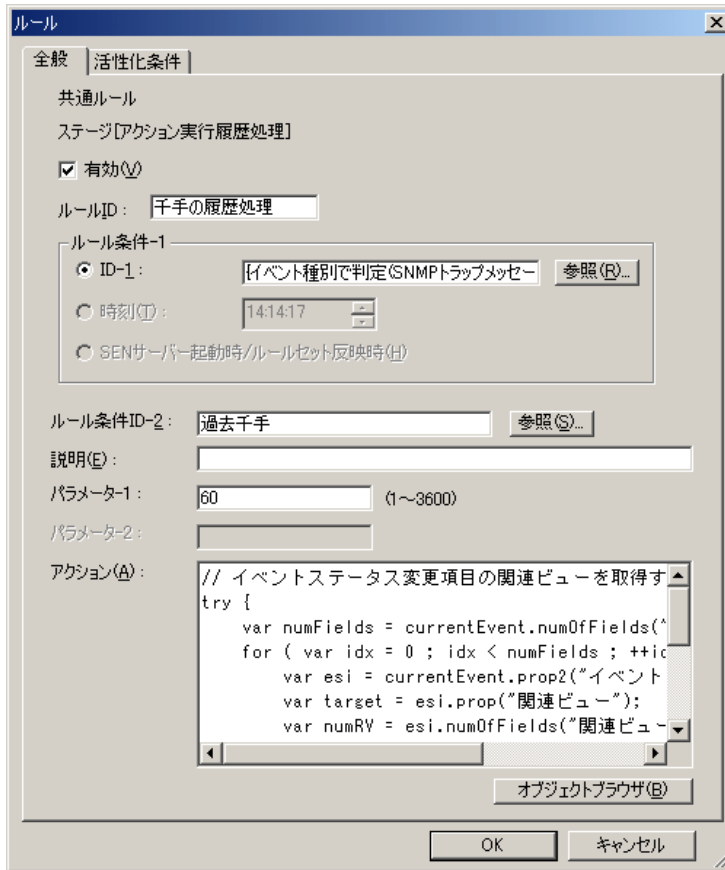 ルール
全般 活性化条件
共通ルール
ステージ[アクション実行履歴処理]
有効(V)
ルールID： 千手の履歴処理
ルール条件-1
ID-1： [イベント種別で判定(SNMPトラップメッセー 参照(R)...
時刻(T)： 14:14:17
SENサーバー起動時/ルールセット反映時(H)
ルール条件ID-2： 過去千手 参照(S)...
説明(E)：
パラメーター-1： 60 (1～3600)
パラメーター-2：
アクション(A)： // イベントステータス変更項目の関連ビューを取得す
try {
var numFields = currentEvent.numOfFields("
for ( var idx = 0 ; idx < numFields ; ++id
var esi = currentEvent.prop2("イベント
var target = esi.prop("関連ビュー");
var numRV = esi.numOfFields("関連ビュー
オブジェクトブラウザ(B)
OK キャンセル